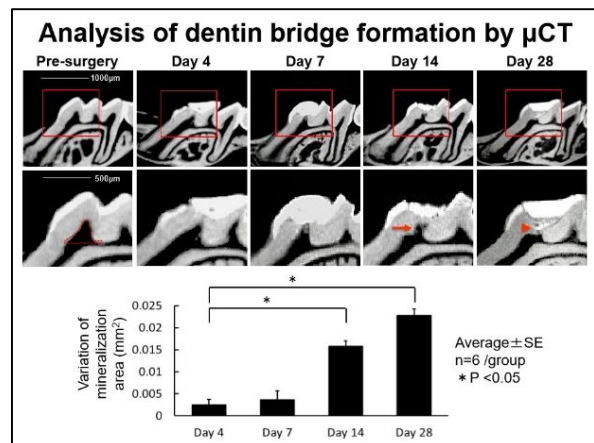 Analysis of dentin bridge formation by µCT
Pre-surgery Day 4 Day 7 Day 14 Day 28
1000µm
500µm
Variation of
mineralization
area (mm²)
0.025
0.02
0.015
0.01
0.005
0
*
*
Day 4 Day 7 Day 14 Day 28
Average±SE
n=6 /group
*P <0.05